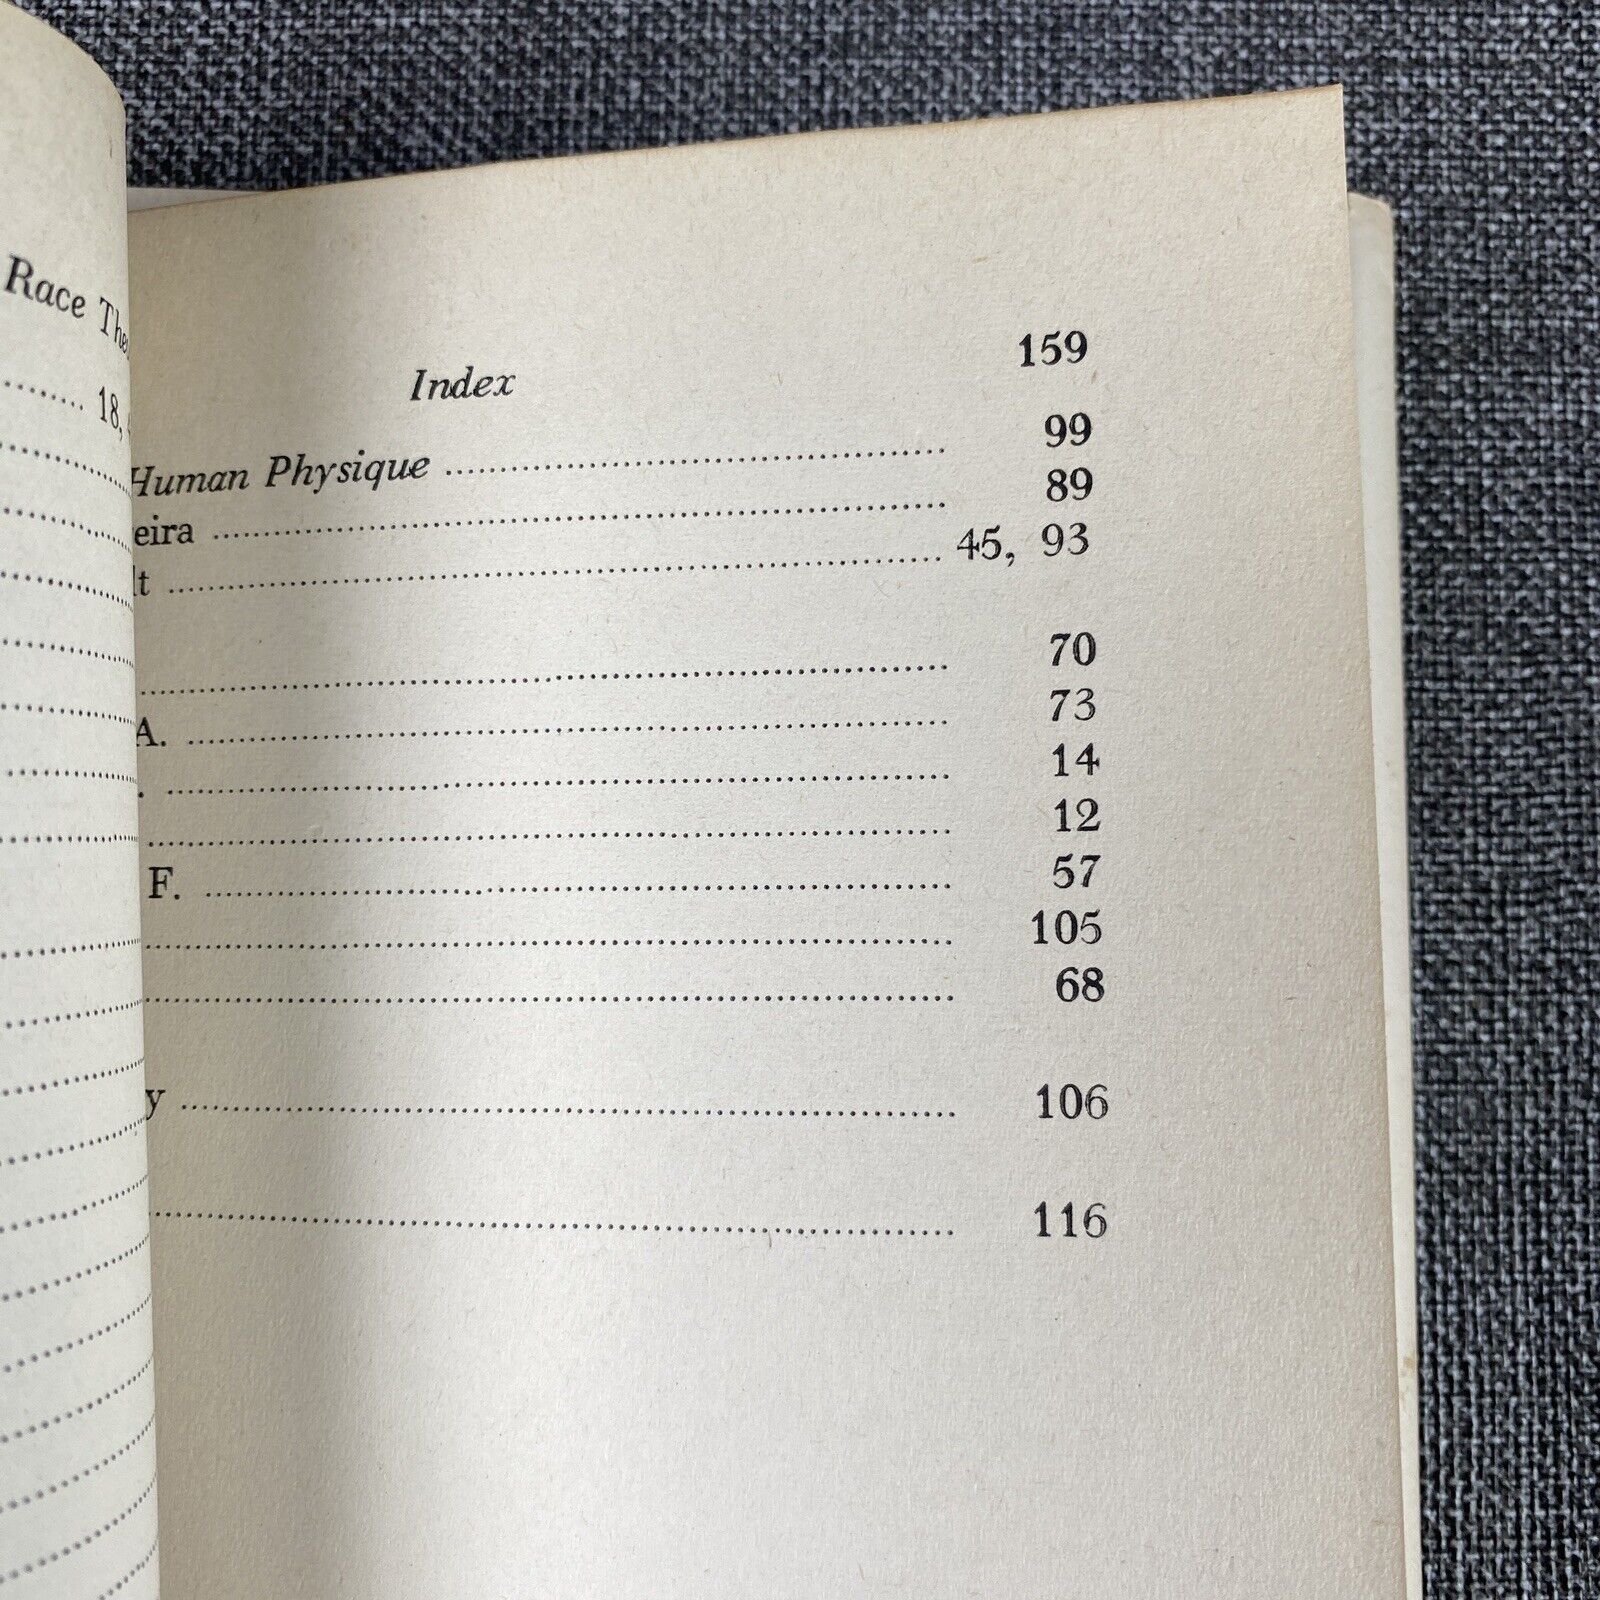 Race
18,
Index 159
Human Physique 99
eira 89
lt 45, 93
70
A. 73
. 14
12
F. 57
105
68
y 106
116